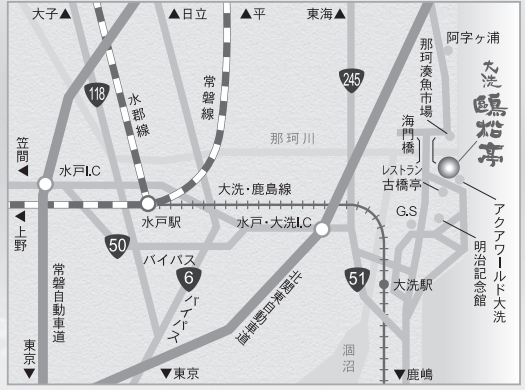 大子▲
▲日立
▲平
東海▲
阿字ヶ浦
那珂湊魚市場
大洗
鷗松亭
118
水郡線
常磐線
245
海門橋
那珂川
笠間▲
水戸I.C
レストラン
古橋亭
大洗・鹿島線
アクアワールド大洗
▲上野
水戸駅
水戸・大洗I.C
G.S
明治記念館
50
バイパス
6
バイパス
51
大洗駅
常磐自動車道
北関東自動車道
涸沼
東京▼
▼東京
▼鹿嶋